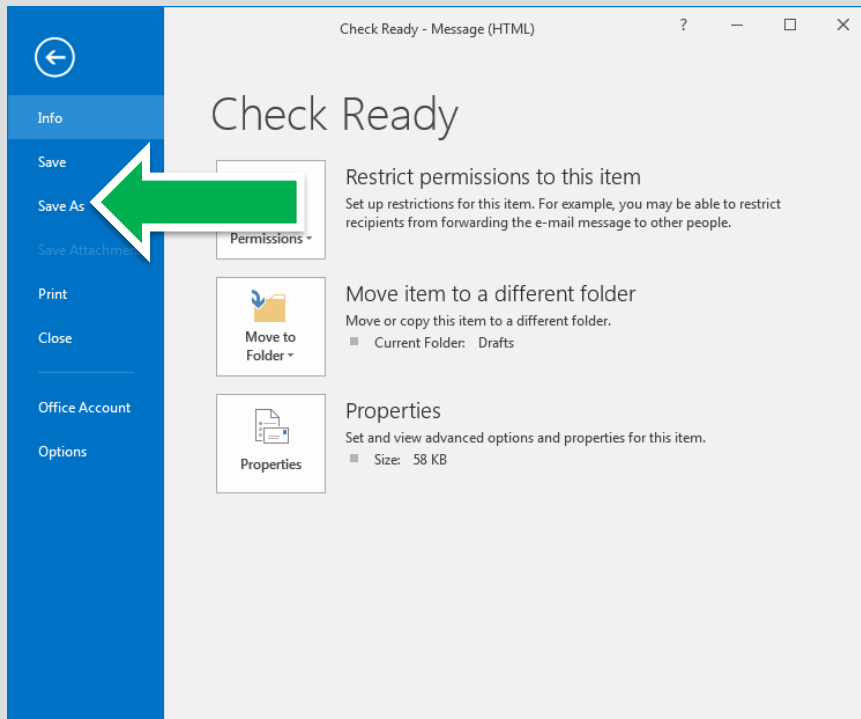 Check Ready - Message (HTML)
?
Info
Save
Save As
Save Attachmen
Print
Close
Office Account
Options
Check Ready
Permissions
Restrict permissions to this item
Set up restrictions for this item. For example, you may be able to restrict
recipients from forwarding the e-mail message to other people.
Move to
Folder
Move item to a different folder
Move or copy this item to a different folder.
Current Folder: Drafts
Properties
Properties
Set and view advanced options and properties for this item.
Size: 58 KB